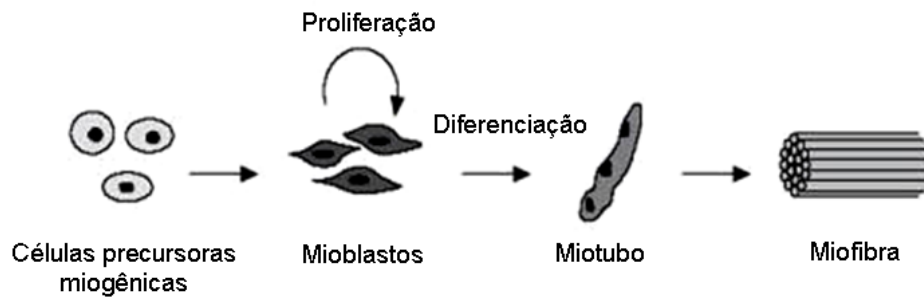 Proliferação
Diferenciação
Células precursoras
miogênicas
Mioblastos
Miotubo
Miofibra